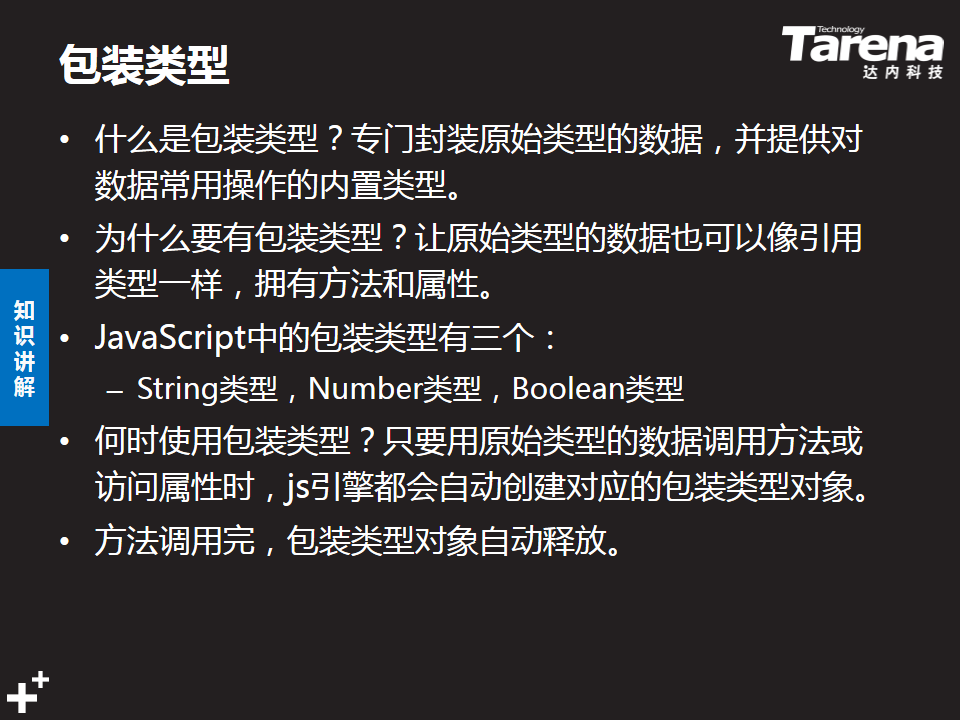 包装类型
Technology
Tarena
达内科技
• 什么是包装类型？专门封装原始类型的数据，并提供对
数据常用操作的内置类型。
• 为什么要有包装类型？让原始类型的数据也可以像引用
类型一样，拥有方法和属性。
知识讲解
• JavaScript中的包装类型有三个：
– String类型，Number类型，Boolean类型
• 何时使用包装类型？只要用原始类型的数据调用方法或
访问属性时，js引擎都会自动创建对应的包装类型对象。
• 方法调用完，包装类型对象自动释放。